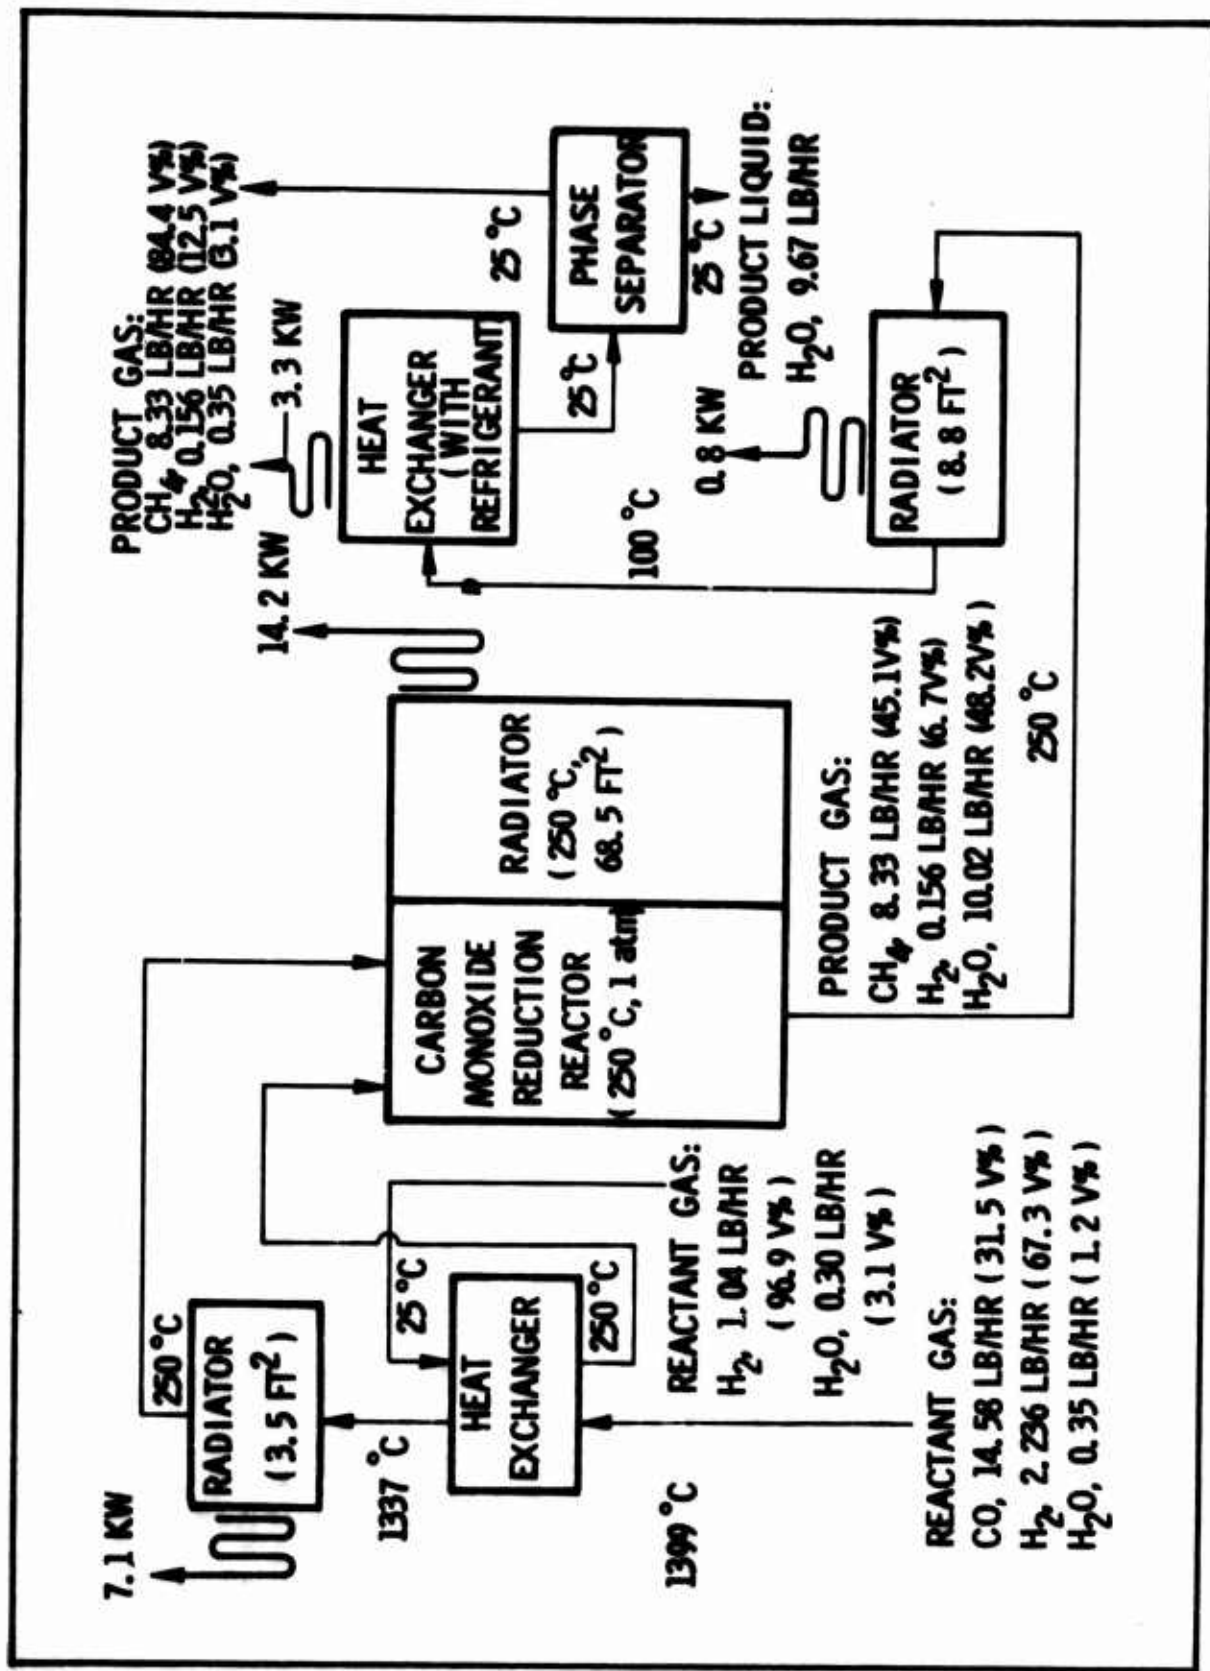 7.1 KW
250 °C
RADIATOR
(3.5 FT²)
1337 °C
25 °C
HEAT
EXCHANGER
250 °C
1399 °C
REACTANT GAS:
H₂, 1.04 LB/HR
(96.9 V%)
H₂O, 0.30 LB/HR
(3.1 V%)
REACTANT GAS:
CO, 14.58 LB/HR (31.5 V%)
H₂, 2.236 LB/HR (67.3 V%)
H₂O, 0.35 LB/HR (1.2 V%)
CARBON
MONOXIDE
REDUCTION
REACTOR
(250 °C, 1 atm)
RADIATOR
(250 °C,
68.5 FT²)
14.2 KW
PRODUCT GAS:
CH₄, 8.33 LB/HR (45.1V%)
H₂, 0.156 LB/HR (6.7V%)
H₂O, 10.02 LB/HR (48.2V%)
250 °C
PRODUCT GAS:
CH₄, 8.33 LB/HR (84.4 V%)
H₂, 0.156 LB/HR (12.5 V%)
H₂O, 0.35 LB/HR (3.1 V%)
3.3 KW
HEAT
EXCHANGER
(WITH
REFRIGERANT)
25 °C
25°C
100 °C
PHASE
SEPARATOR
25 °C
PRODUCT LIQUID:
H₂O, 9.67 LB/HR
0.8 KW
RADIATOR
(8.8 FT²)